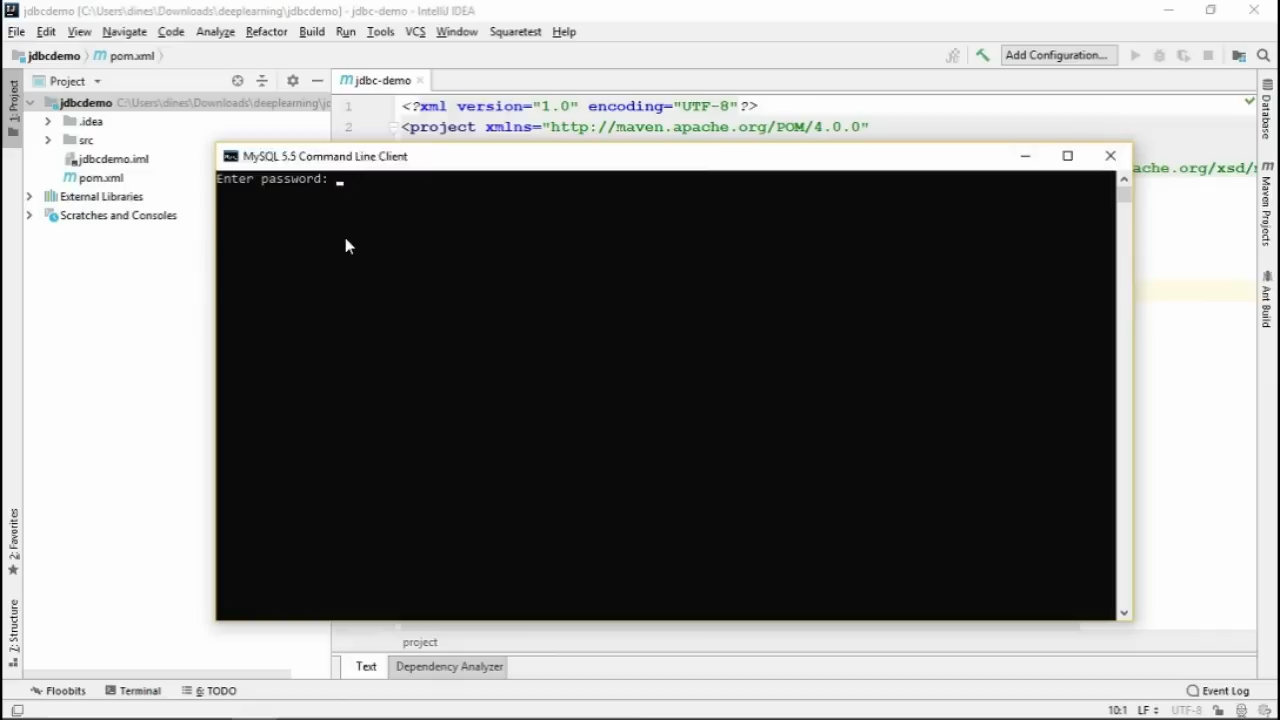 jdbcdemo [C:\Users\dines\Downloads\deeplearning\jdbcdemo] - jdbc-demo - IntelliJ IDEA
File Edit View Navigate Code Analyze Refactor Build Run Tools VCS Window Squaretest Help
jdbcdemo pom.xml Add Configuration...
1: Project
Project
jdbc-demo
jdbcdemo C:\Users\dines\Downloads\deeplearning\jc
.idea
src
jdbcdemo.iml
pom.xml
External Libraries
Scratches and Consoles
1 <?xml version="1.0" encoding="UTF-8"?>
2 <project xmlns="http://maven.apache.org/POM/4.0.0"
ache.org/xsd/
MySQL 5.5 Command Line Client
Enter password:
Database
Maven Projects
Ant Build
2: Favorites
Z: Structure
project
Text Dependency Analyzer
Floobits Terminal 6: TODO Event Log
10:1 LF UTF-8